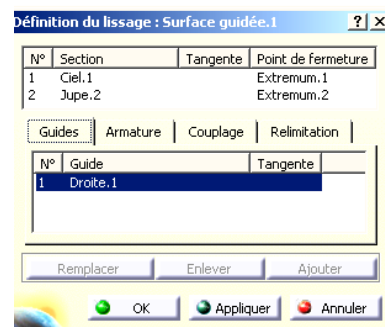 Définition du lissage : Surface guidée.1 ? X
N° Section Tangente Point de fermeture
1 Ciel.1 Extremum.1
2 Jupe.2 Extremum.2
Guides Armature Couplage Relimitation
N° Guide Tangente
1 Droite.1
Remplacer Enlever Ajouter
OK Appliquer Annuler